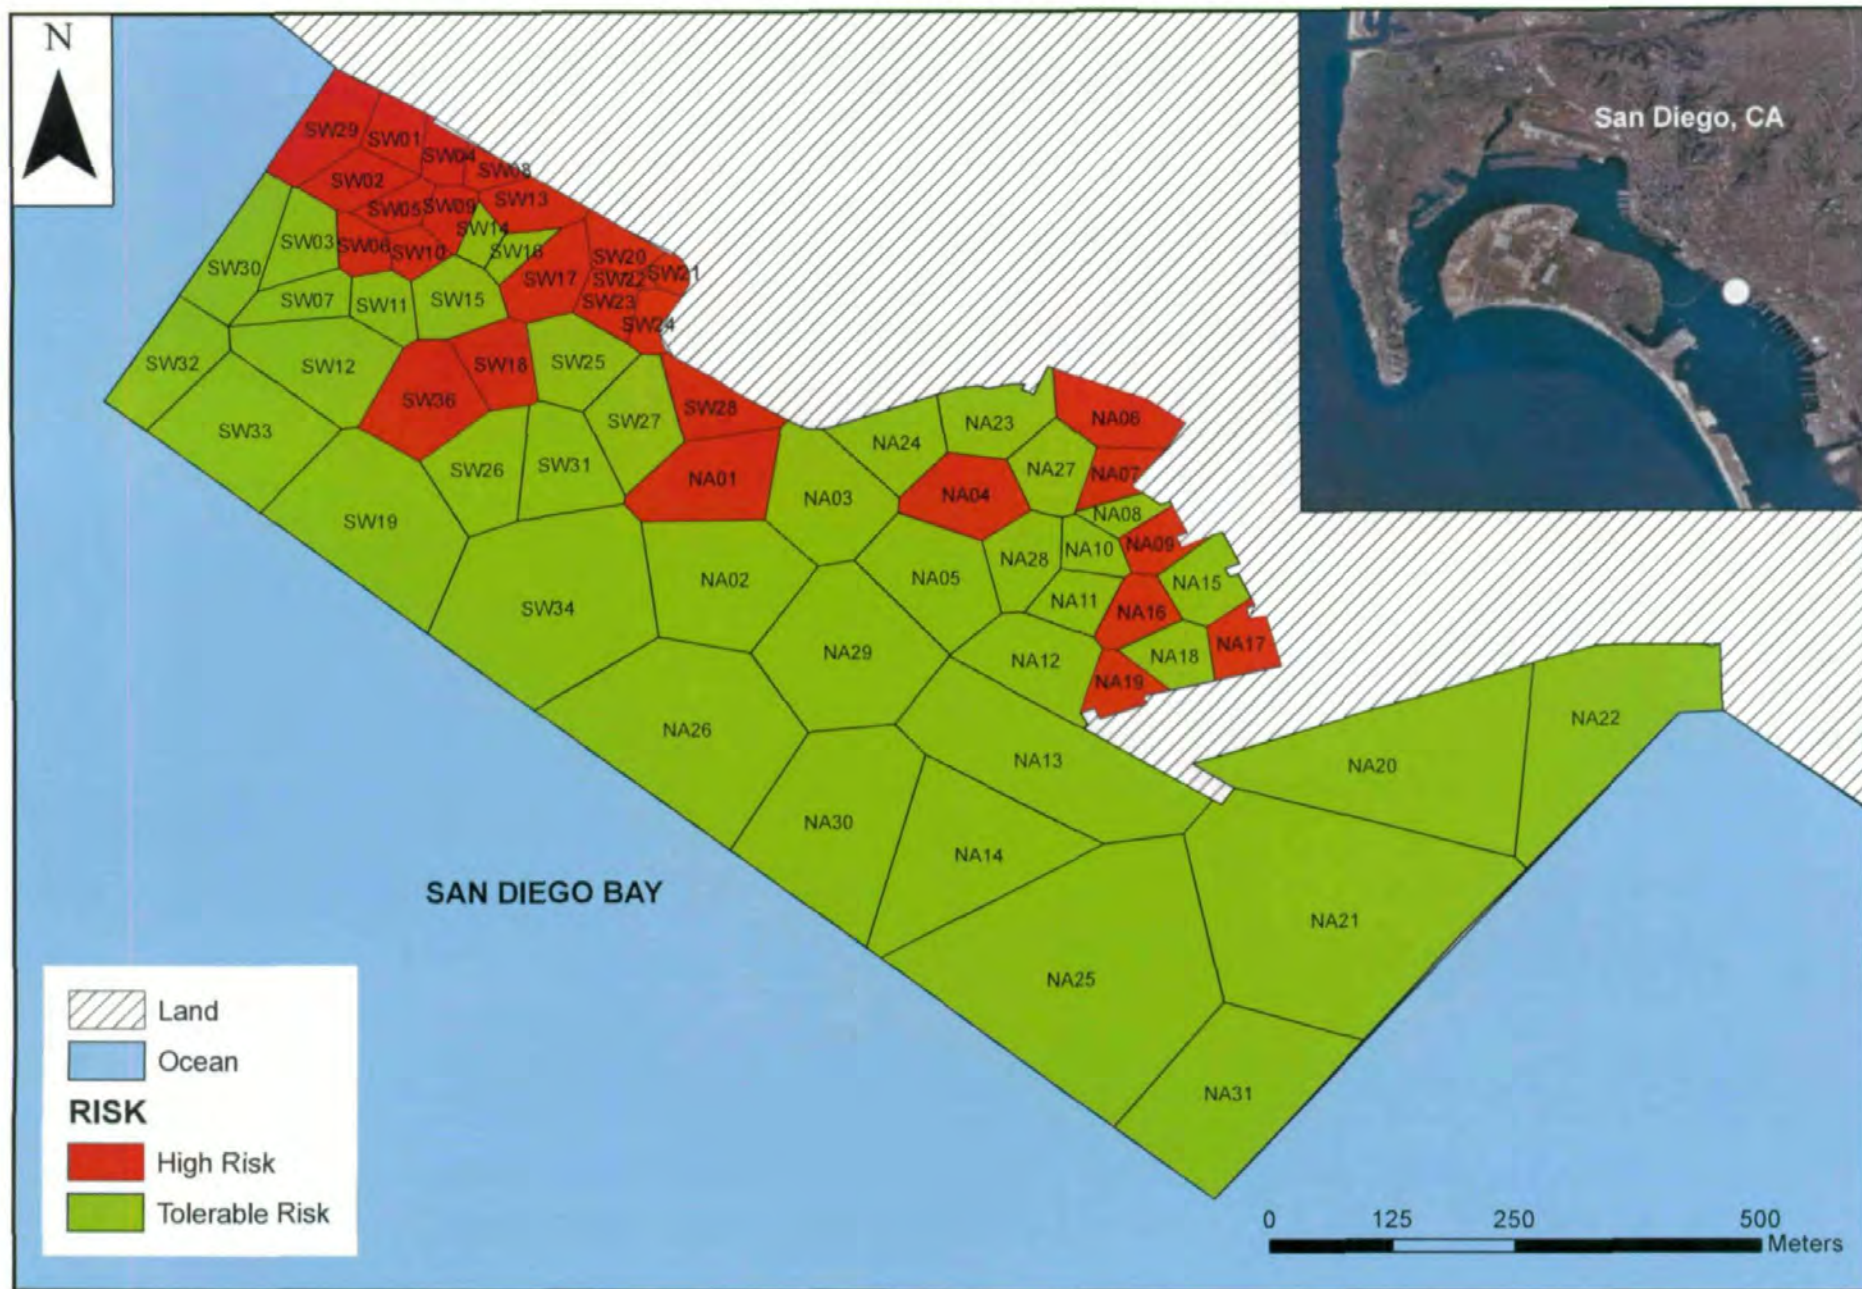 N
San Diego, CA
SW29
SW01
SW04
SW08
SW02
SW05
SW09
SW13
SW14
SW03
SW06
SW10
SW16
SW20
SW21
SW22
SW17
SW23
SW24
SW30
SW07
SW11
SW15
SW32
SW12
SW18
SW25
SW36
SW28
SW27
SW33
SW26
SW31
SW19
SW34
NA06
NA23
NA24
NA27
NA07
NA01
NA03
NA04
NA08
NA09
NA10
NA28
NA15
NA02
NA05
NA11
NA16
NA17
NA18
NA12
NA19
NA29
NA26
NA13
NA22
NA20
NA30
NA14
NA21
NA25
NA31
SAN DIEGO BAY
Land
Ocean
RISK
High Risk
Tolerable Risk
0 125 250 500
Meters